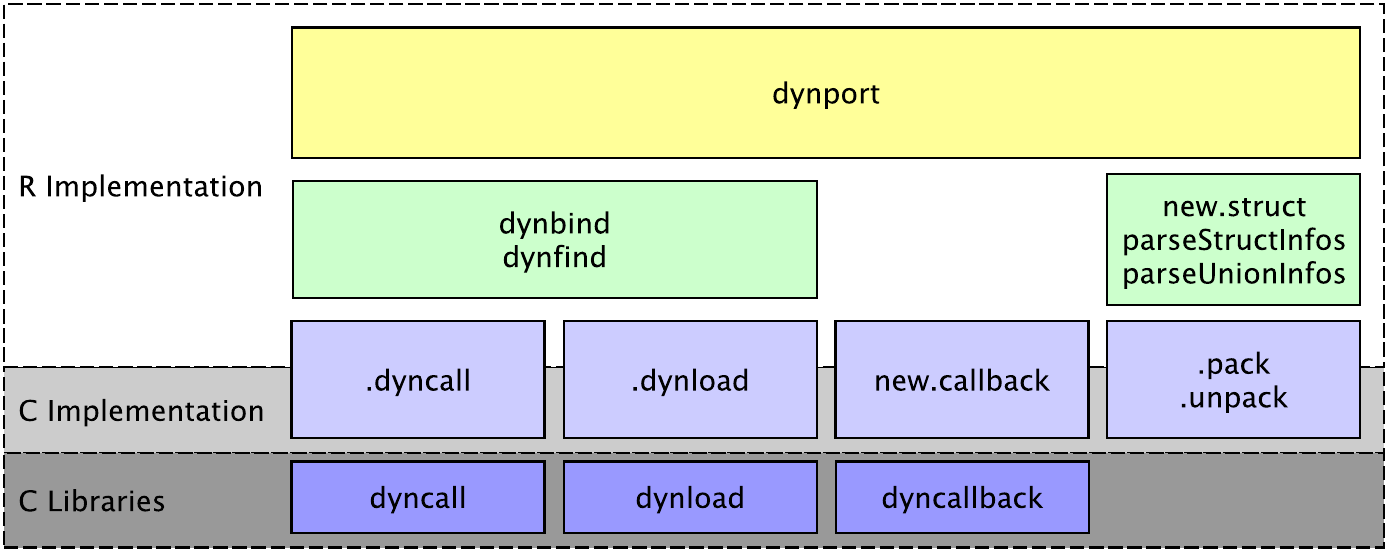 dynport
R Implementation
dynbind
dynfind
new.struct
parseStructInfos
parseUnionInfos
.dyncall
.dynload
new.callback
.pack
.unpack
C Implementation
C Libraries
dyncall
dynload
dyncallback